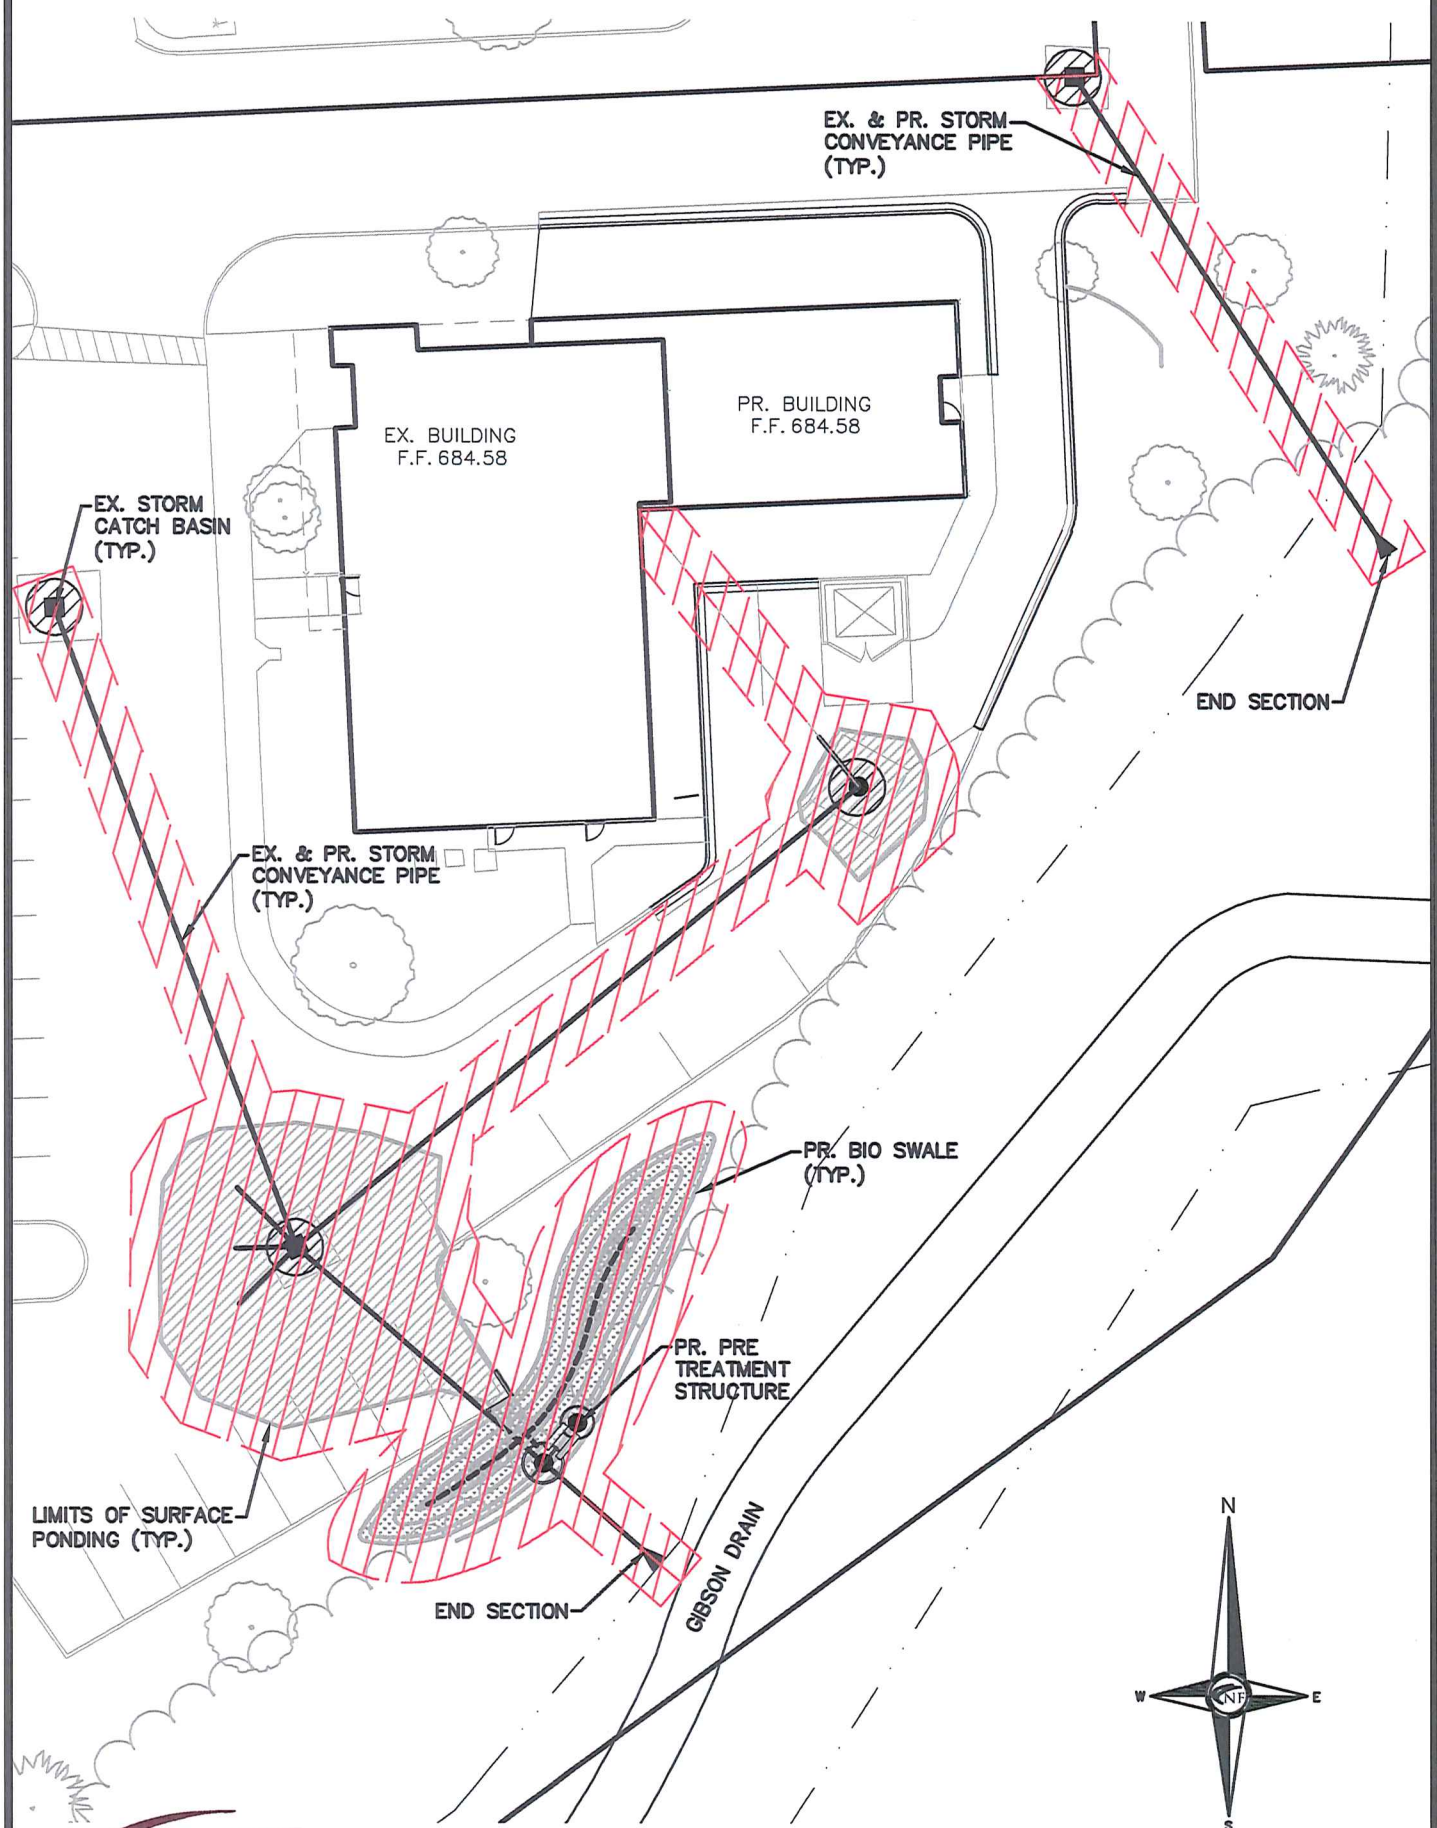 EX. & PR. STORM
CONVEYANCE PIPE
(TYP.)
PR. BUILDING
F.F. 684.58
EX. BUILDING
F.F. 684.58
EX. STORM
CATCH BASIN
(TYP.)
END SECTION
EX. & PR. STORM
CONVEYANCE PIPE
(TYP.)
PR. BIO SWALE
(TYP.)
PR. PRE
TREATMENT
STRUCTURE
LIMITS OF SURFACE
PONDING (TYP.)
END SECTION
GIBSON DRAIN
N
W
NF
E
S